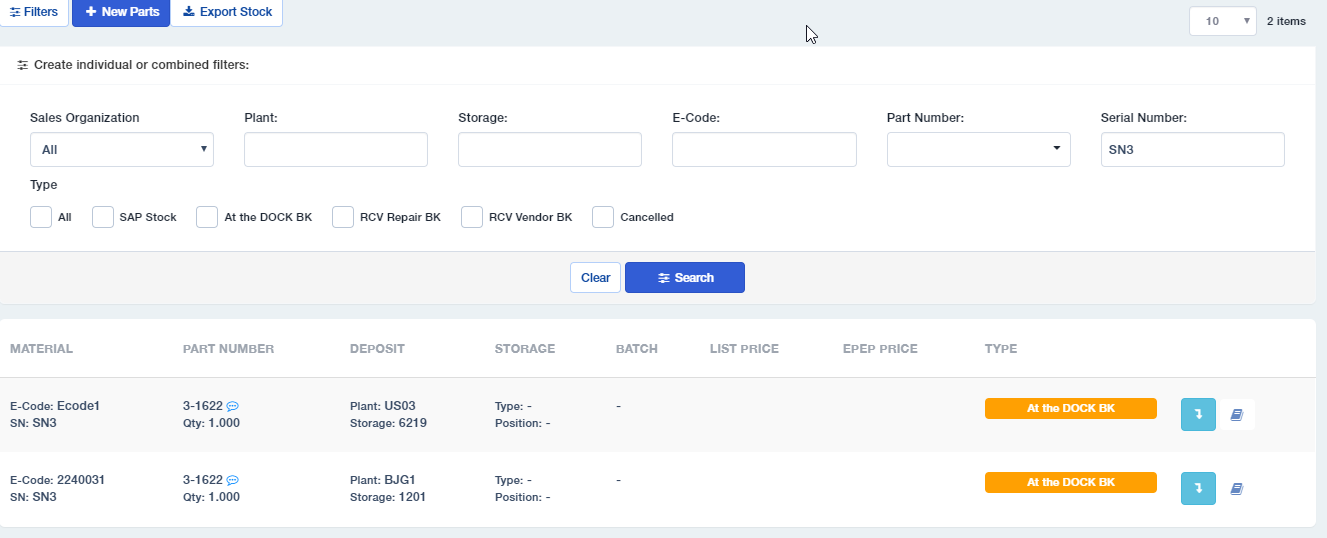 Filters
New Parts
Export Stock
10
2 items
Create individual or combined filters:
Sales Organization
Plant:
Storage:
E-Code:
Part Number:
Serial Number:
All
SN3
Type
All
SAP Stock
At the DOCK BK
RCV Repair BK
RCV Vendor BK
Cancelled
Clear
Search
MATERIAL
PART NUMBER
DEPOSIT
STORAGE
BATCH
LIST PRICE
EPEP PRICE
TYPE
E-Code: Ecode1
SN: SN3
3-1622
Qty: 1.000
Plant: US03
Storage: 6219
Type: -
Position: -
-
At the DOCK BK
E-Code: 2240031
SN: SN3
3-1622
Qty: 1.000
Plant: BJG1
Storage: 1201
Type: -
Position: -
-
At the DOCK BK